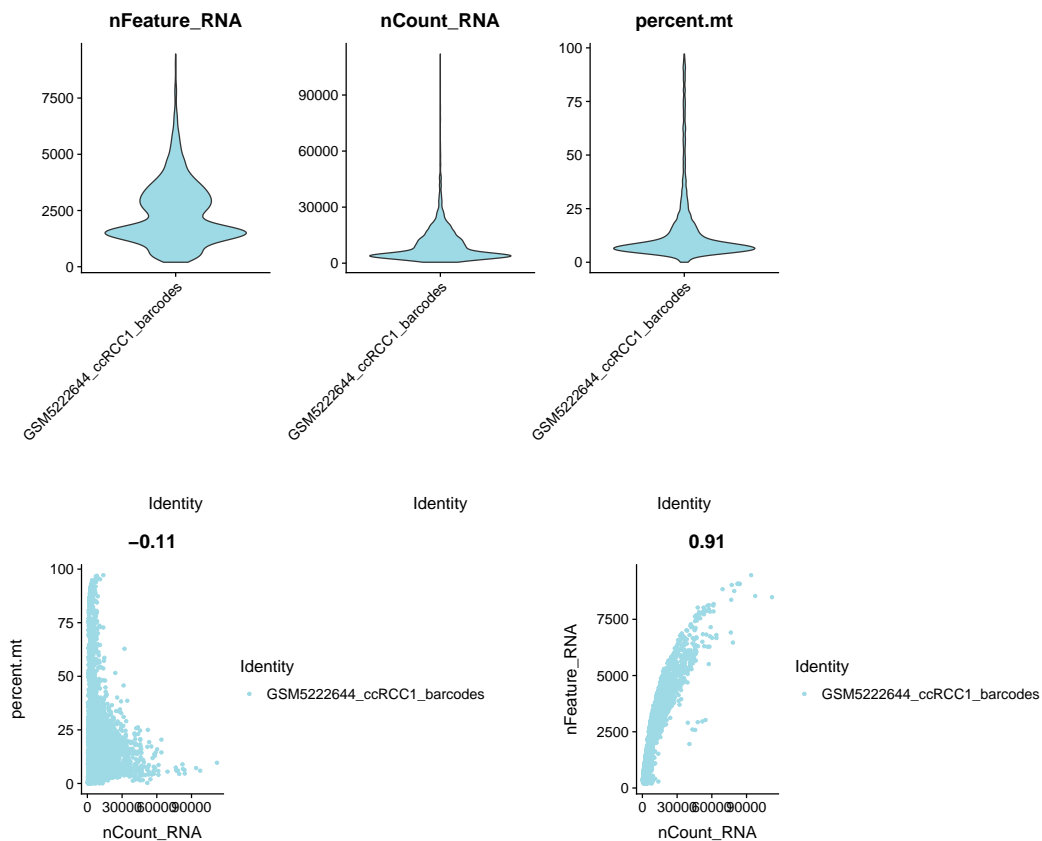 nFeature_RNA
nCount_RNA
percent.mt
7500
5000
2500
0
90000
60000
30000
0
100
75
50
25
0
GSM5222644_ccRCC1_barcodes
GSM5222644_ccRCC1_barcodes
GSM5222644_ccRCC1_barcodes
Identity
Identity
Identity
−0.11
0.91
percent.mt
100
75
50
25
0
0 30000 60000 90000
nCount_RNA
Identity
GSM5222644_ccRCC1_barcodes
nFeature_RNA
7500
5000
2500
0
0 30000 60000 90000
nCount_RNA
Identity
GSM5222644_ccRCC1_barcodes